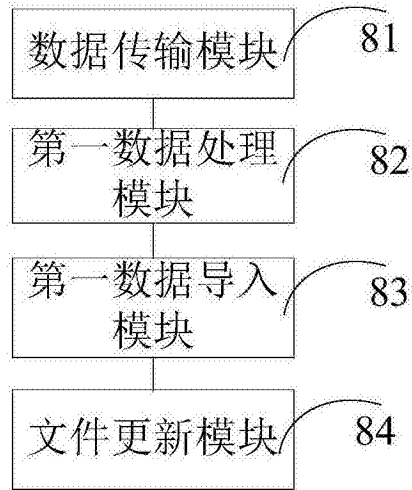 数据传输模块
81
第一数据处理
模块
82
第一数据导入
模块
83
文件更新模块
84